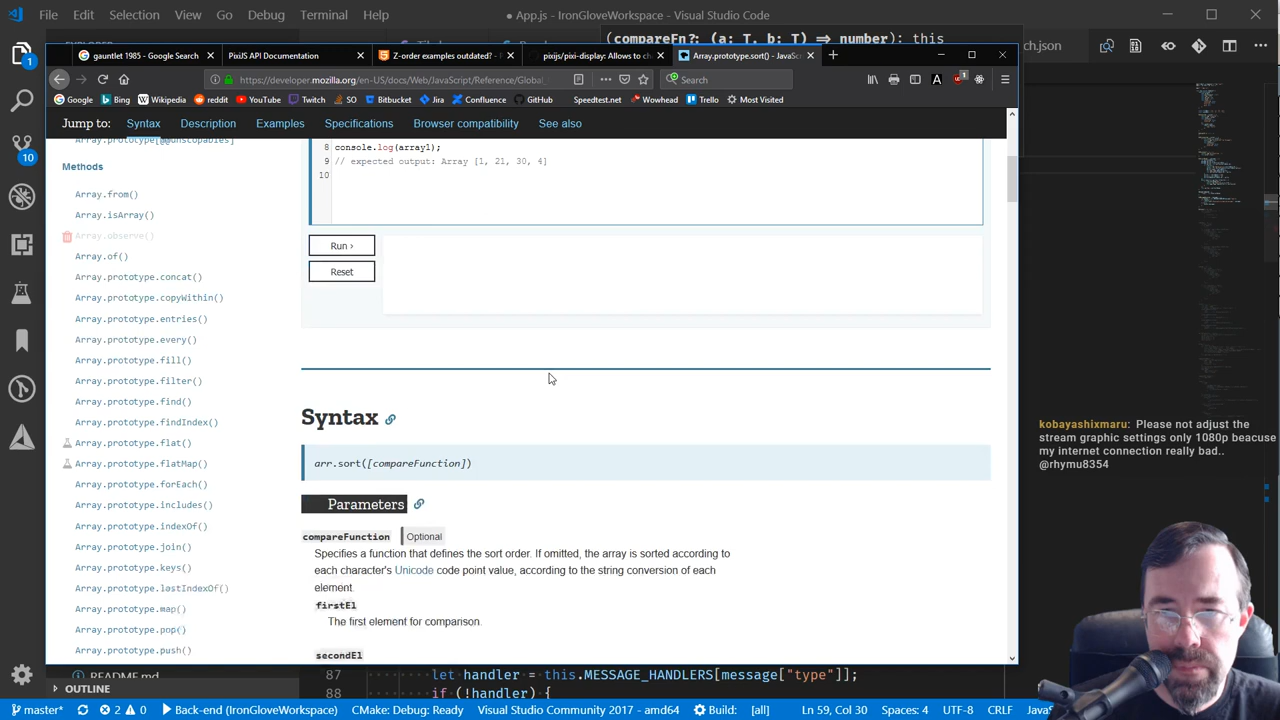 File Edit Selection View Go Debug Terminal Help
● App.js - IronGloveWorkspace - Visual Studio Code
(compareFn?: (a: T, b: T) => number): this
gauntlet 1985 - Google Search
PixiJS API Documentation
Z-order examples outdated?
pixijs/pixi-display: Allows to ch
Array.prototype.sort() - JavaSc
ch.json
https://developer.mozilla.org/en-US/docs/Web/JavaScript/Reference/Global_
Search
Google Bing Wikipedia reddit YouTube Twitch SO Bitbucket Jira Confluence GitHub Speedtest.net Wowhead Trello Most Visited
Jump to: Syntax Description Examples Specifications Browser compatibility See also
Array.prototype[@@unscopables]
Methods
Array.from()
Array.isArray()
Array.observe()
Array.of()
Array.prototype.concat()
Array.prototype.copyWithin()
Array.prototype.entries()
Array.prototype.every()
Array.prototype.fill()
Array.prototype.filter()
Array.prototype.find()
Array.prototype.findIndex()
Array.prototype.flat()
Array.prototype.flatMap()
Array.prototype.forEach()
Array.prototype.includes()
Array.prototype.indexOf()
Array.prototype.join()
Array.prototype.keys()
Array.prototype.lastIndexOf()
Array.prototype.map()
Array.prototype.pop()
Array.prototype.push()
8 console.log(array1);
9 // expected output: Array [1, 21, 30, 4]
10
Run ›
Reset
Syntax
arr.sort([compareFunction])
Parameters
compareFunction Optional
Specifies a function that defines the sort order. If omitted, the array is sorted according to
each character's Unicode code point value, according to the string conversion of each
element.
firstEl
The first element for comparison.
secondEl
kobayashixmaru: Please not adjust the
stream graphic settings only 1080p beacuse
my internet connection really bad..
@rhymu8354
1
10
README.md
OUTLINE
87 let handler = this.MESSAGE_HANDLERS[message["type"]];
88 if (!handler) {
master* 2 0 Back-end (IronGloveWorkspace) CMake: Debug: Ready Visual Studio Community 2017 - amd64 Build: [all] Ln 59, Col 30 Spaces: 4 UTF-8 CRLF